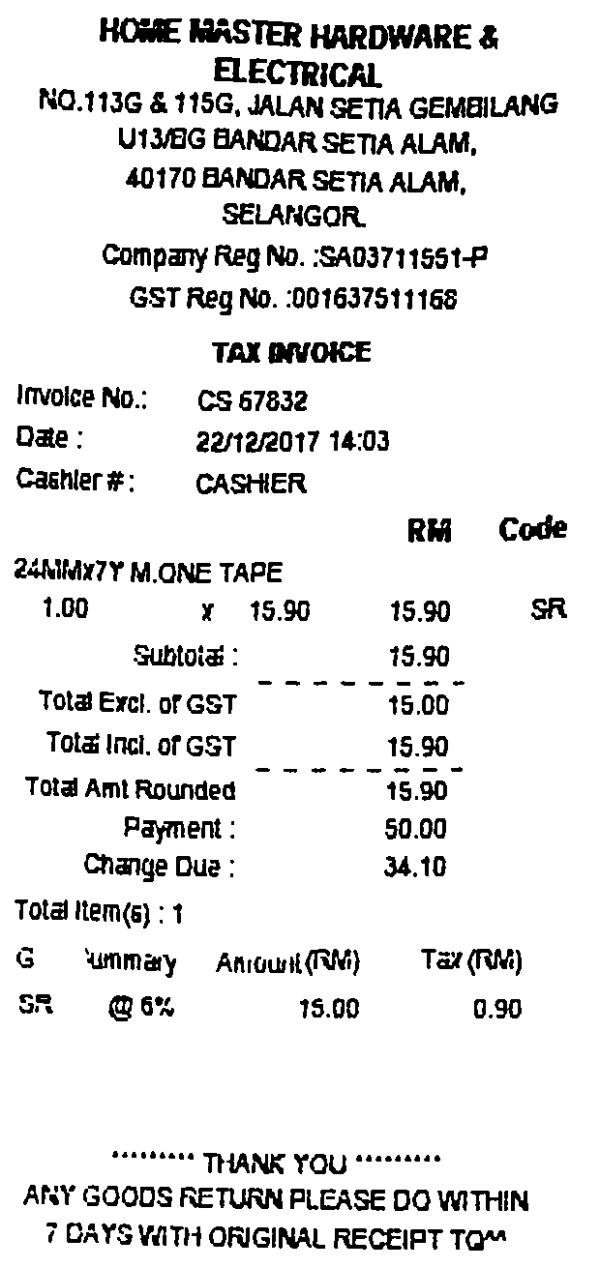 HOME MASTER HARDWARE &
ELECTRICAL
NO.113G & 115G, JALAN SETIA GEMBILANG
U13/BG BANDAR SETIA ALAM,
40170 BANDAR SETIA ALAM,
SELANGOR.
Company Reg No. :SA03711551-P
GST Reg No. :001637511168
TAX INVOICE
Invoice No.: CS 67832
Date : 22/12/2017 14:03
Cashier # : CASHIER
RM Code
24MMx7Y M.ONE TAPE
1.00 x 15.90 15.90 SR
Subtotal : 15.90
Total Excl. of GST 15.00
Total Incl. of GST 15.90
Total Amt Rounded 15.90
Payment : 50.00
Change Due : 34.10
Total Item(s) : 1
G ummary Amount (RM) Tax (RM)
SR @ 6% 15.00 0.90
********* THANK YOU *********
ANY GOODS RETURN PLEASE DO WITHIN
7 DAYS WITH ORIGINAL RECEIPT TQ^^